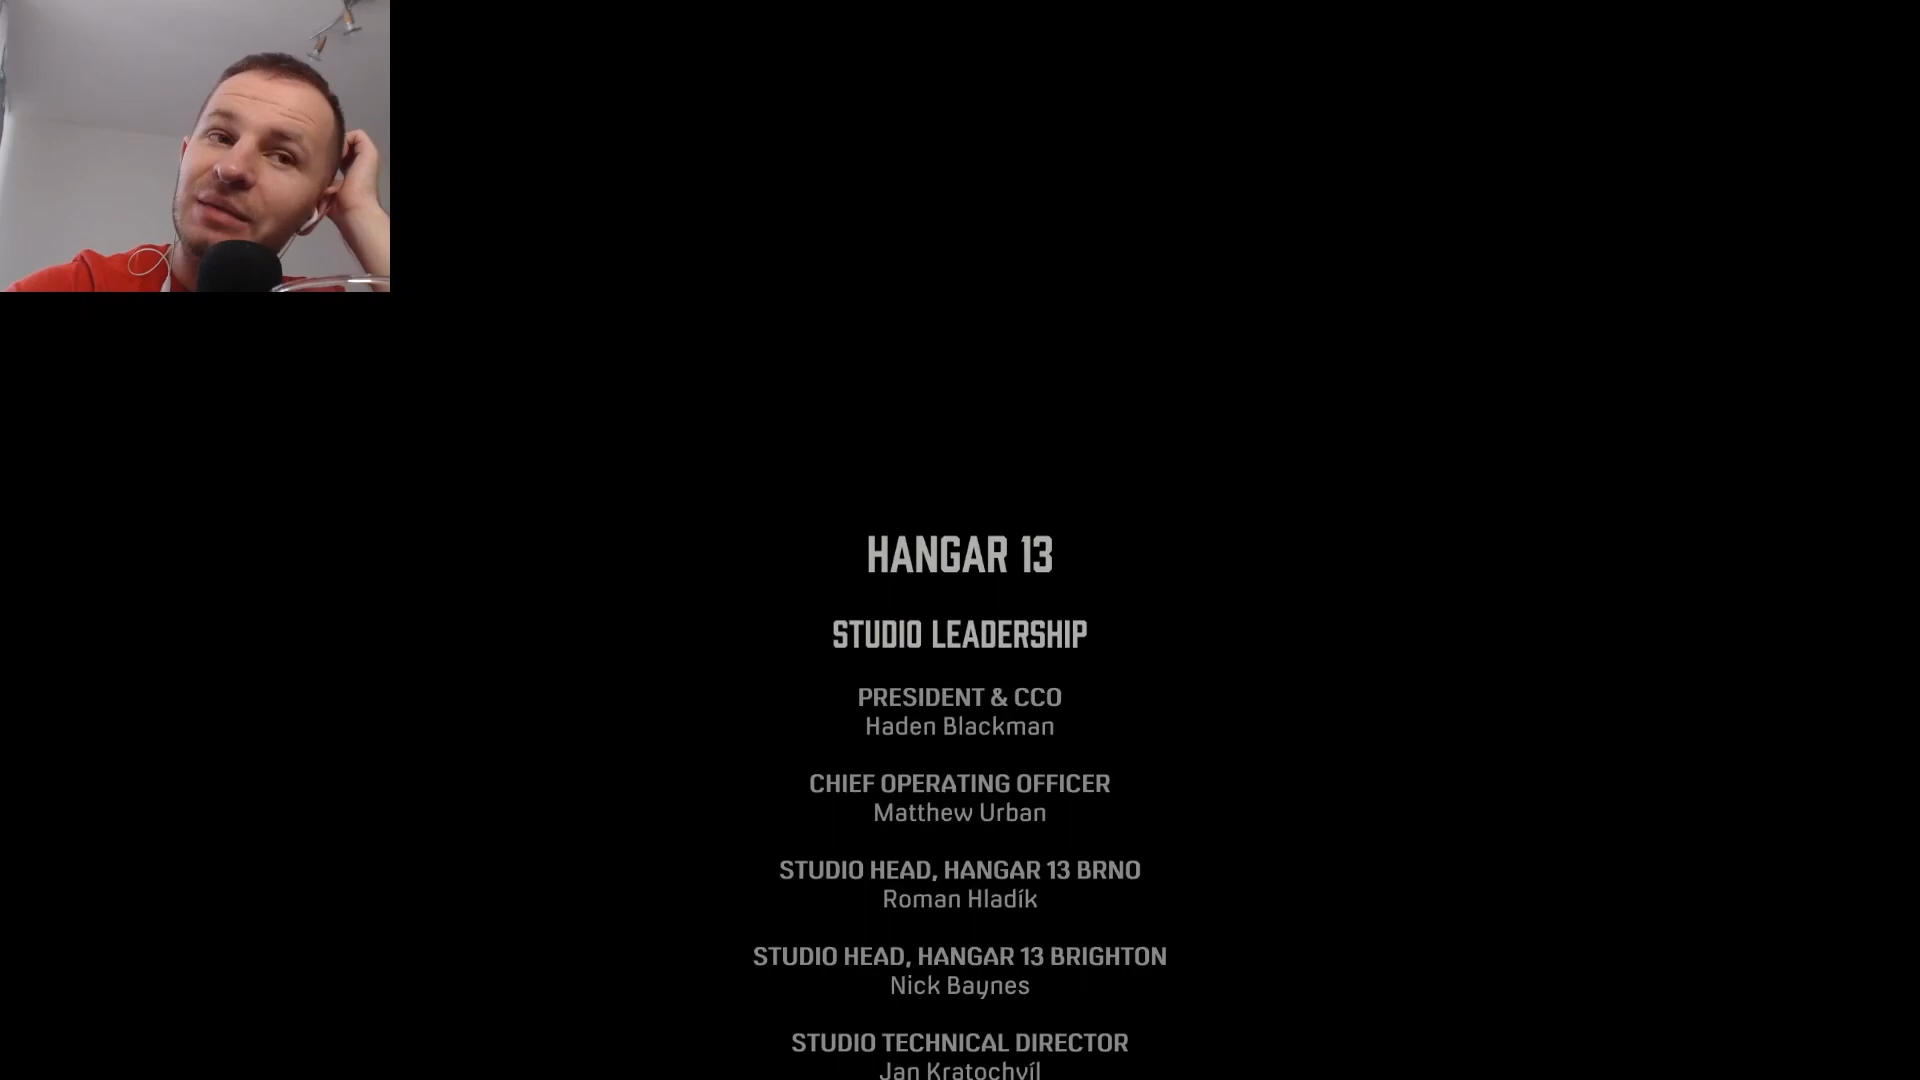 HANGAR 13
STUDIO LEADERSHIP
PRESIDENT & CCO
Haden Blackman
CHIEF OPERATING OFFICER
Matthew Urban
STUDIO HEAD, HANGAR 13 BRNO
Roman Hladík
STUDIO HEAD, HANGAR 13 BRIGHTON
Nick Baynes
STUDIO TECHNICAL DIRECTOR
Jan Kratochvíl